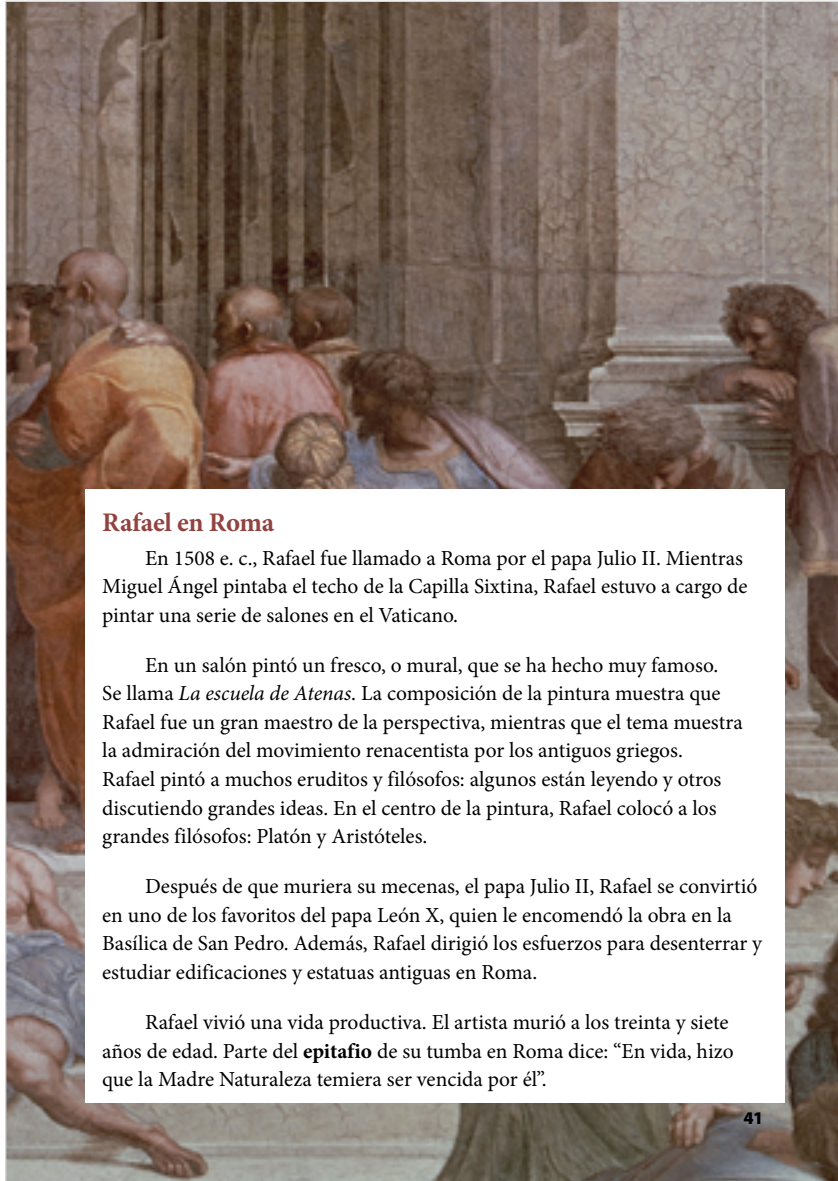 Rafael en Roma
En 1508 e. c., Rafael fue llamado a Roma por el papa Julio II. Mientras
Miguel Ángel pintaba el techo de la Capilla Sixtina, Rafael estuvo a cargo de
pintar una serie de salones en el Vaticano.
En un salón pintó un fresco, o mural, que se ha hecho muy famoso.
Se llama La escuela de Atenas. La composición de la pintura muestra que
Rafael fue un gran maestro de la perspectiva, mientras que el tema muestra
la admiración del movimiento renacentista por los antiguos griegos.
Rafael pintó a muchos eruditos y filósofos: algunos están leyendo y otros
discutiendo grandes ideas. En el centro de la pintura, Rafael colocó a los
grandes filósofos: Platón y Aristóteles.
Después de que muriera su mecenas, el papa Julio II, Rafael se convirtió
en uno de los favoritos del papa León X, quien le encomendó la obra en la
Basílica de San Pedro. Además, Rafael dirigió los esfuerzos para desenterrar y
estudiar edificaciones y estatuas antiguas en Roma.
Rafael vivió una vida productiva. El artista murió a los treinta y siete
años de edad. Parte del epitafio de su tumba en Roma dice: “En vida, hizo
que la Madre Naturaleza temiera ser vencida por él”.
41